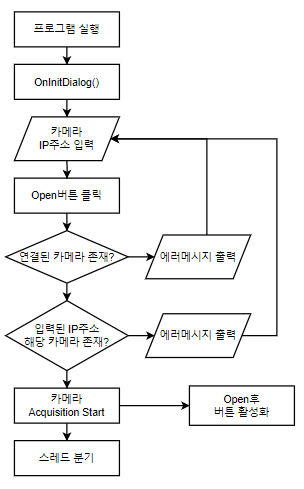 프로그램 실행
OnInitDialog()
카메라
IP주소 입력
Open버튼 클릭
연결된 카메라 존재?
에러메시지 출력
입력된 IP주소
해당 카메라 존재?
에러메시지 출력
카메라
Acquisition Start
Open후
버튼 활성화
스레드 분기